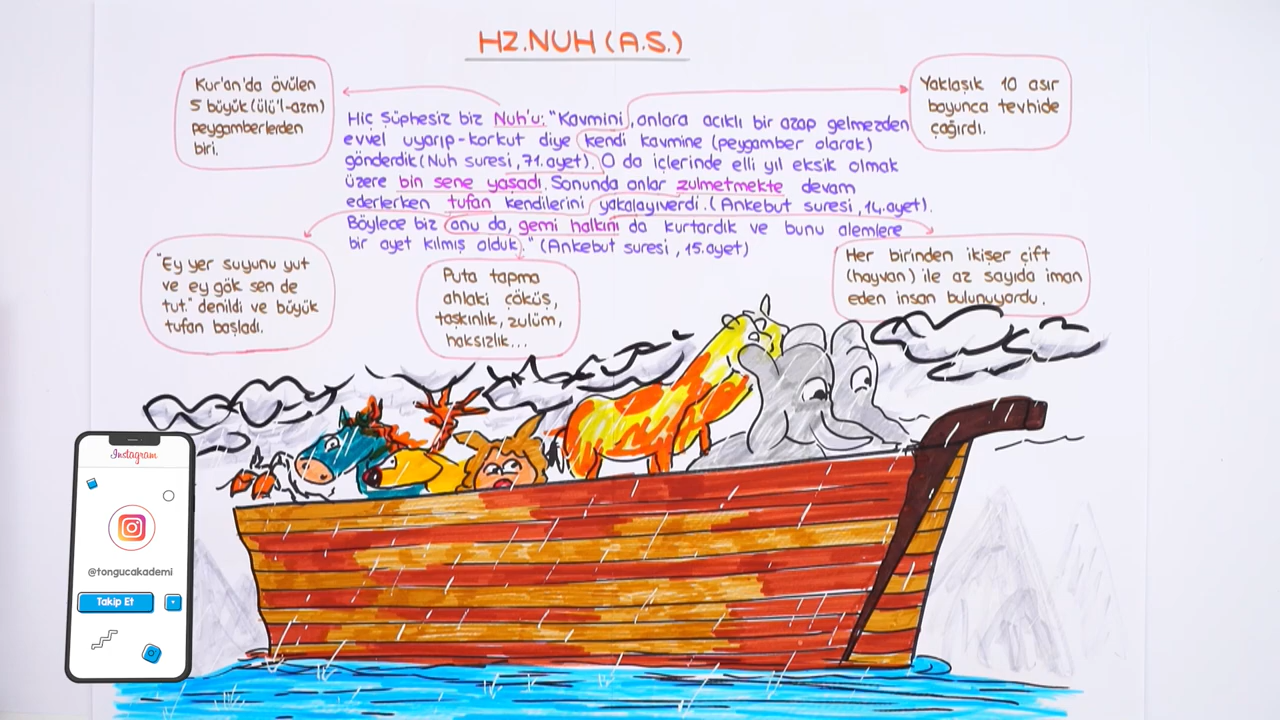 HZ.NUH (A.S.)
Kur'an'da övülen
5 büyük (ülü'l-azm)
peygamberlerden
biri.
Yaklaşık 10 asır
boyunca tevhide
çağırdı.
Hiç Şüphesiz biz Nuh'u: "Kavmini, onlara acıklı bir azap gelmezden
evvel uyarıp-korkut diye kendi kavmine (peygamber olarak)
gönderdik (Nuh suresi, 71. ayet). O da içlerinde elli yıl eksik olmak
üzere bin sene yaşadı. Sonunda onlar zulmetmekte devam
ederlerken tufan kendilerini yakalayıverdi. (Ankebut suresi, 14. ayet).
Böylece biz onu da, gemi halkını da kurtardık ve bunu alemlere
bir ayet kılmış olduk." (Ankebut suresi, 15. ayet)
"Ey yer suyunu yut
ve ey gök sen de
tut." denildi ve büyük
tufan başladı.
Puta tapma
ahlaki çöküş,
taşkınlık, zulüm,
haksızlık...
Her birinden ikişer çift
(hayvan) ile az sayıda iman
eden insan bulunuyordu.
Instagram
@tongucakademi
Takip Et